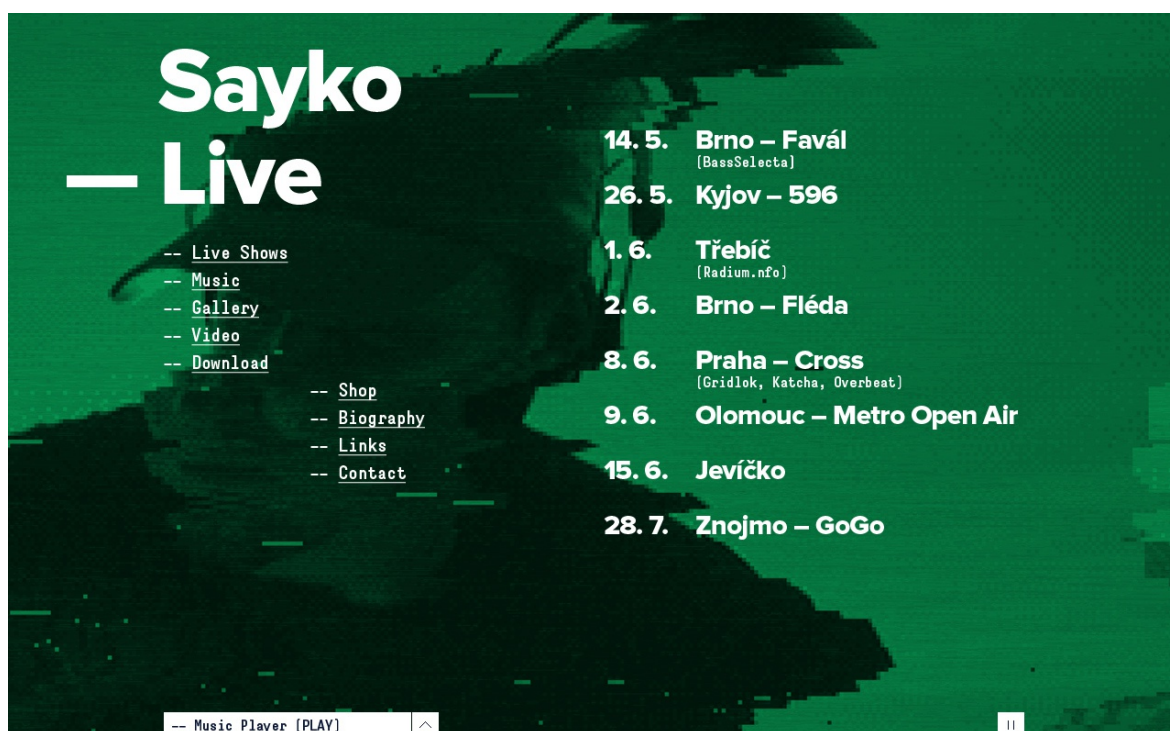 Sayko
— Live
-- Live Shows
-- Music
-- Gallery
-- Video
-- Download
-- Shop
-- Biography
-- Links
-- Contact
14. 5. Brno – Favál
[BassSelecta]
26. 5. Kyjov – 596
1. 6. Třebíč
[Radium.nfo]
2. 6. Brno – Fléda
8. 6. Praha – Cross
[Gridlok, Katcha, Overbeat]
9. 6. Olomouc – Metro Open Air
15. 6. Jevíčko
28. 7. Znojmo – GoGo
-- Music Player [PLAY]